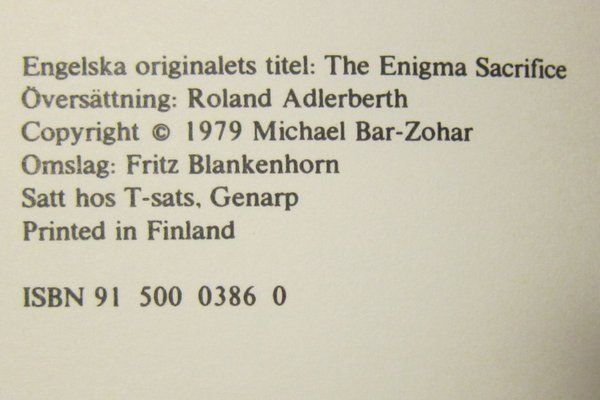 Engelska originalets titel: The Enigma Sacrifice
Översättning: Roland Adlerberth
Copyright © 1979 Michael Bar-Zohar
Omslag: Fritz Blankenhorn
Satt hos T-sats, Genarp
Printed in Finland
ISBN 91 500 0386 0